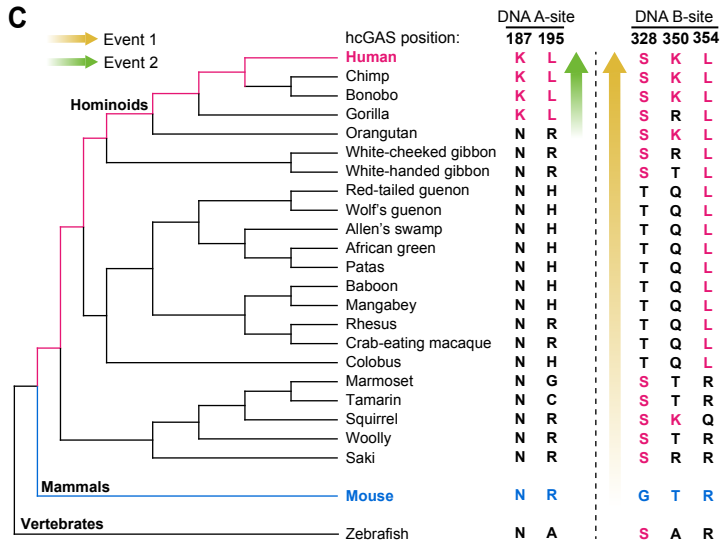 C
Event 1
Event 2
DNA A-site DNA B-site
hcGAS position: 187 195 328 350 354
Human K L S K L
Chimp K L S K L
Bonobo K L S K L
Hominoids
Gorilla K L S R L
Orangutan N R S K L
White-cheeked gibbon N R S R L
White-handed gibbon N R S T L
Red-tailed guenon N H T Q L
Wolf's guenon N H T Q L
Allen's swamp N H T Q L
African green N H T Q L
Patas N H T Q L
Baboon N H T Q L
Mangabey N H T Q L
Rhesus N R T Q L
Crab-eating macaque N R T Q L
Colobus N H T Q L
Marmoset N G S T R
Tamarin N C S T R
Squirrel N R S K Q
Woolly N R S T R
Saki N R S R R
Mammals
Mouse N R G T R
Vertebrates
Zebrafish N A S A R